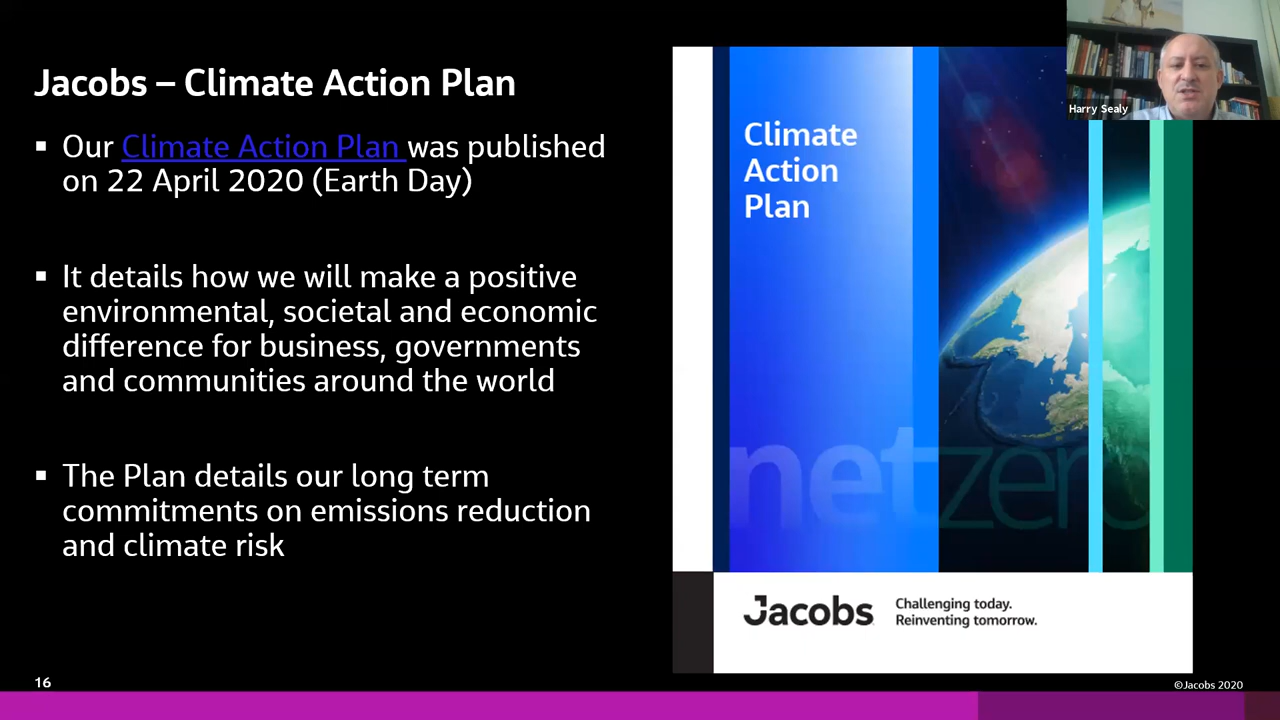 Jacobs – Climate Action Plan
▪ Our Climate Action Plan was published
on 22 April 2020 (Earth Day)
▪ It details how we will make a positive
environmental, societal and economic
difference for business, governments
and communities around the world
▪ The Plan details our long term
commitments on emissions reduction
and climate risk
16
Harry Sealy
Climate
Action
Plan
netzero
Jacobs
Challenging today.
Reinventing tomorrow.
©Jacobs 2020